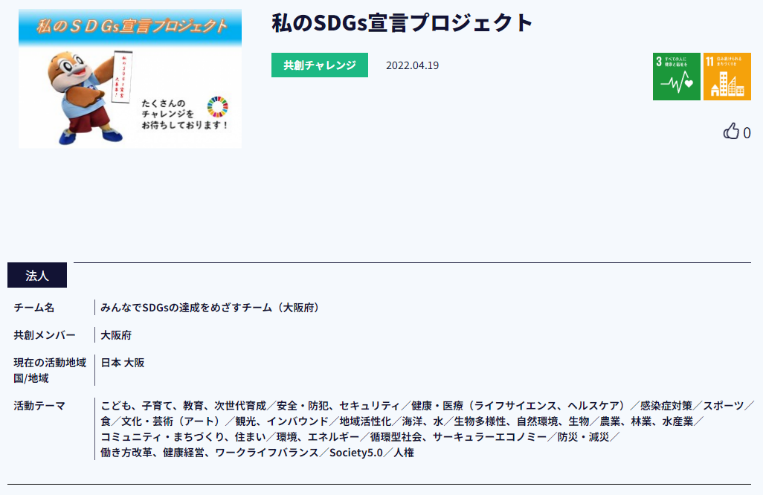 私のSDGs宣言プロジェクト
たくさんの
チャレンジを
お待ちしております!
私のSDGs宣言プロジェクト
共創チャレンジ
2022.04.19
3 すべての人に
健康と福祉を
11 住み続けられる
まちづくりを
0
法人
チーム名
みんなでSDGsの達成をめざすチーム(大阪府)
共創メンバー
大阪府
現在の活動地域
国/地域
日本 大阪
活動テーマ
こども、子育て、教育、次世代育成/安全・防犯、セキュリティ/健康・医療(ライフサイエンス、ヘルスケア)/感染症対策/スポーツ/
食/文化・芸術(アート)/観光、インバウンド/地域活性化/海洋、水/生物多様性、自然環境、生物/農業、林業、水産業/
コミュニティ・まちづくり、住まい/環境、エネルギー/循環型社会、サーキュラーエコノミー/防災・減災/
働き方改革、健康経営、ワークライフバランス/Society5.0/人権